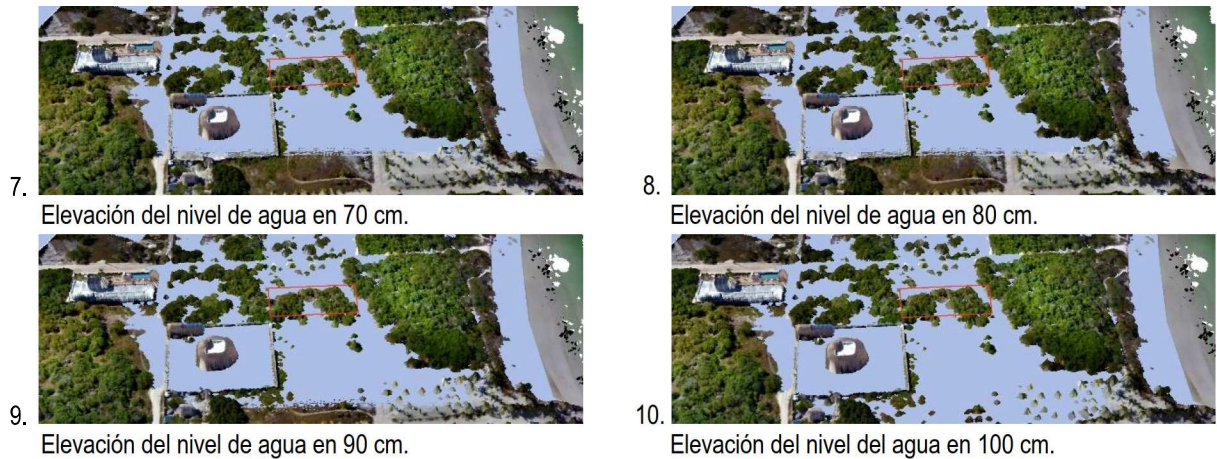 7.
Elevación del nivel de agua en 70 cm.
8.
Elevación del nivel de agua en 80 cm.
9.
Elevación del nivel de agua en 90 cm.
10.
Elevación del nivel del agua en 100 cm.